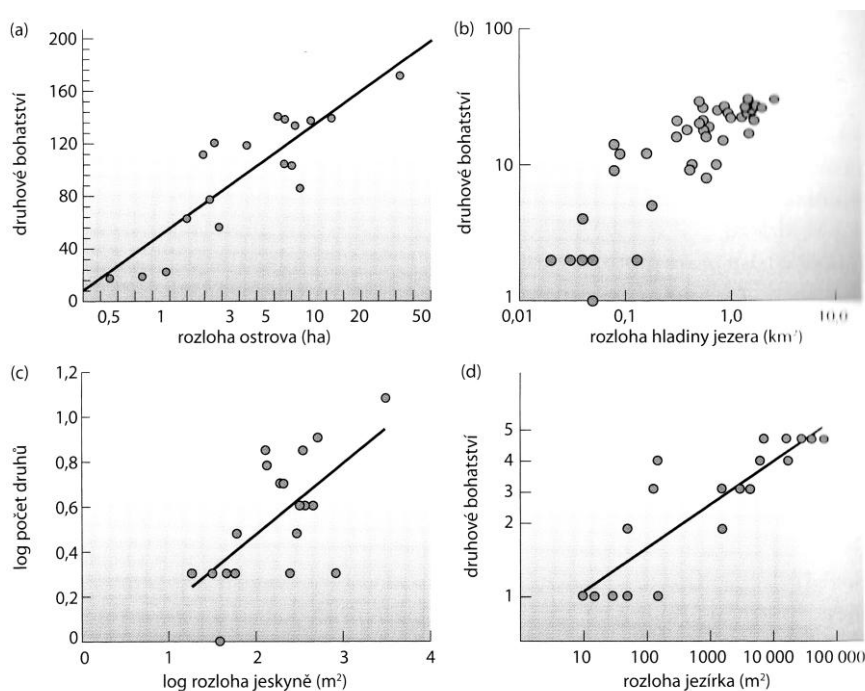 (a)
druhové bohatství
200
160
120
80
40
0
0,5 1 3 5 10 20 50
rozloha ostrova (ha)
(b)
druhové bohatství
100
10
1
0,01 0,1 1,0 10,0
rozloha hladiny jezera (km²)
(c)
log počet druhů
1,2
1,0
0,8
0,6
0,4
0,2
0
0 1 2 3 4
log rozloha jeskyně (m²)
(d)
druhové bohatství
5
4
3
2
1
10 100 1000 10 000 100 000
rozloha jezírka (m²)